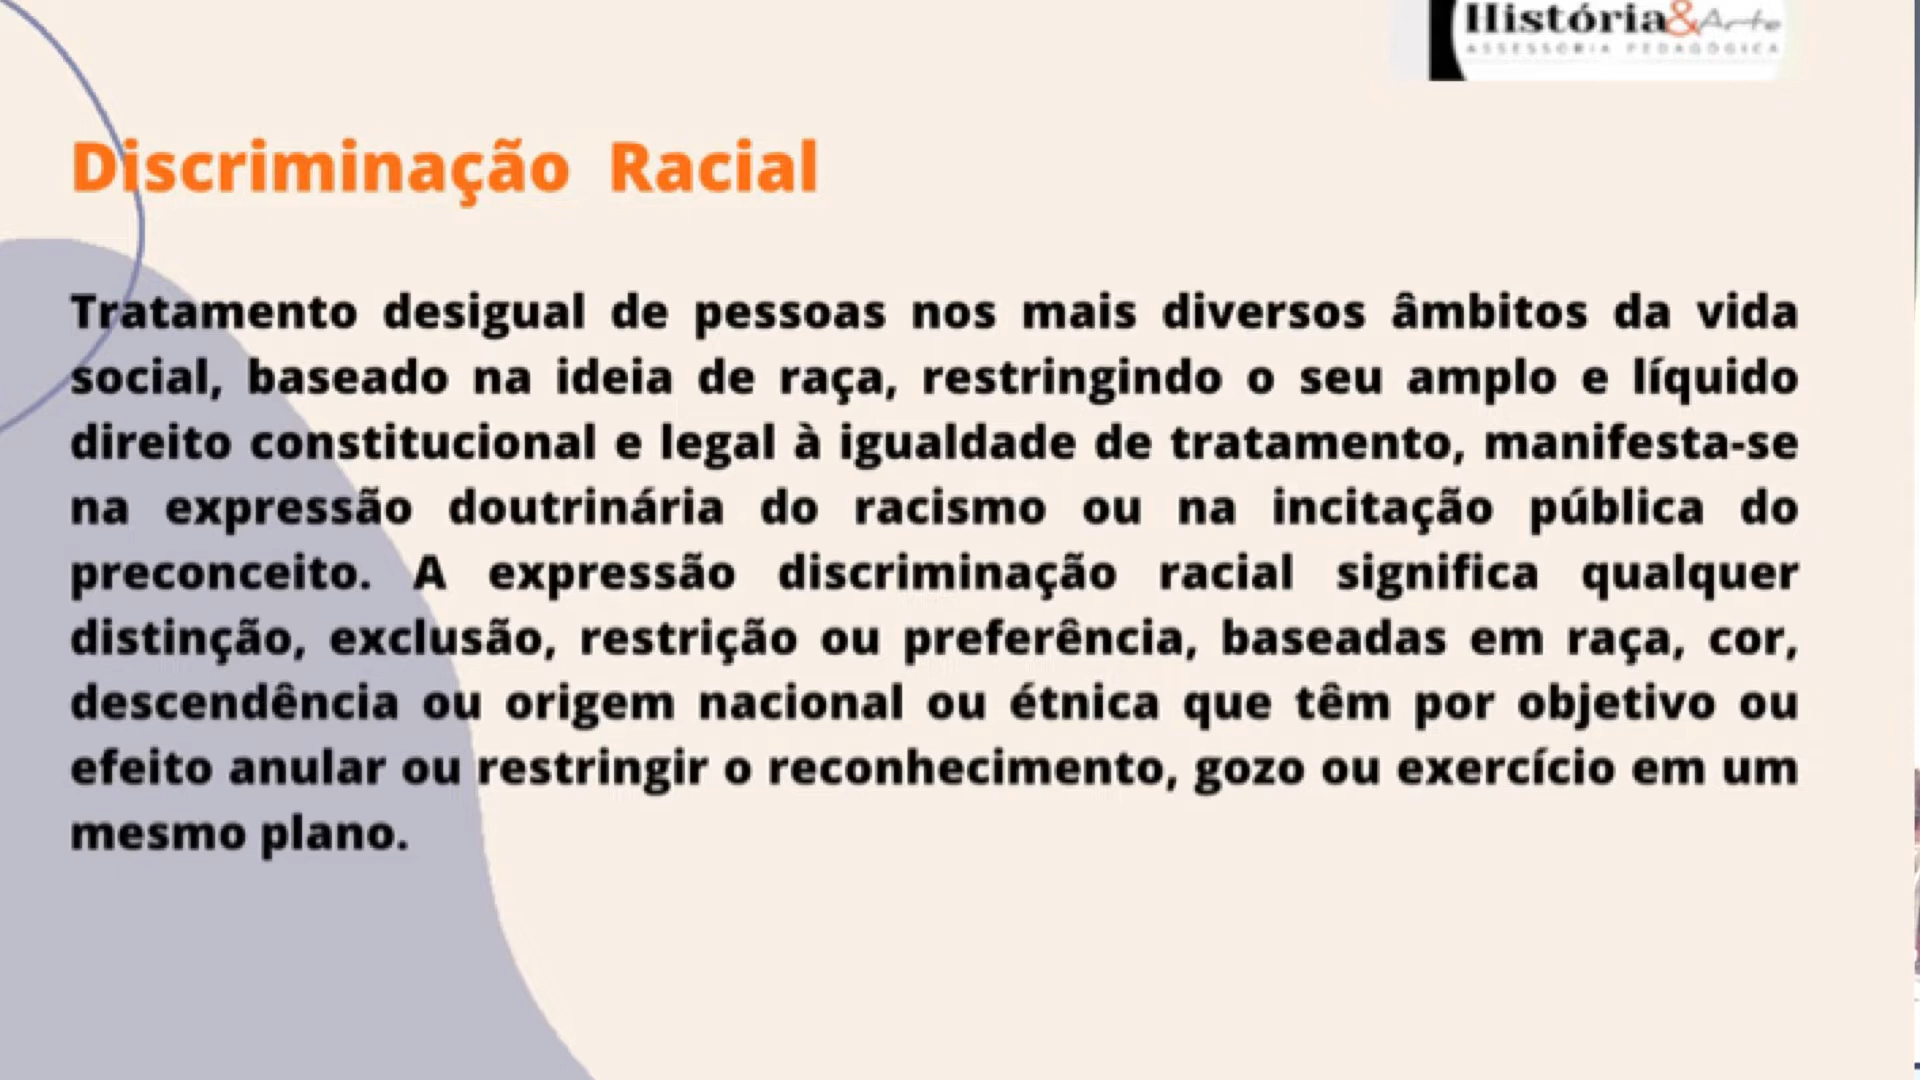 História&Arte
ASSESSORIA PEDAGÓGICA
Discriminação Racial
Tratamento desigual de pessoas nos mais diversos âmbitos da vida
social, baseado na ideia de raça, restringindo o seu amplo e líquido
direito constitucional e legal à igualdade de tratamento, manifesta-se
na expressão doutrinária do racismo ou na incitação pública do
preconceito. A expressão discriminação racial significa qualquer
distinção, exclusão, restrição ou preferência, baseadas em raça, cor,
descendência ou origem nacional ou étnica que têm por objetivo ou
efeito anular ou restringir o reconhecimento, gozo ou exercício em um
mesmo plano.